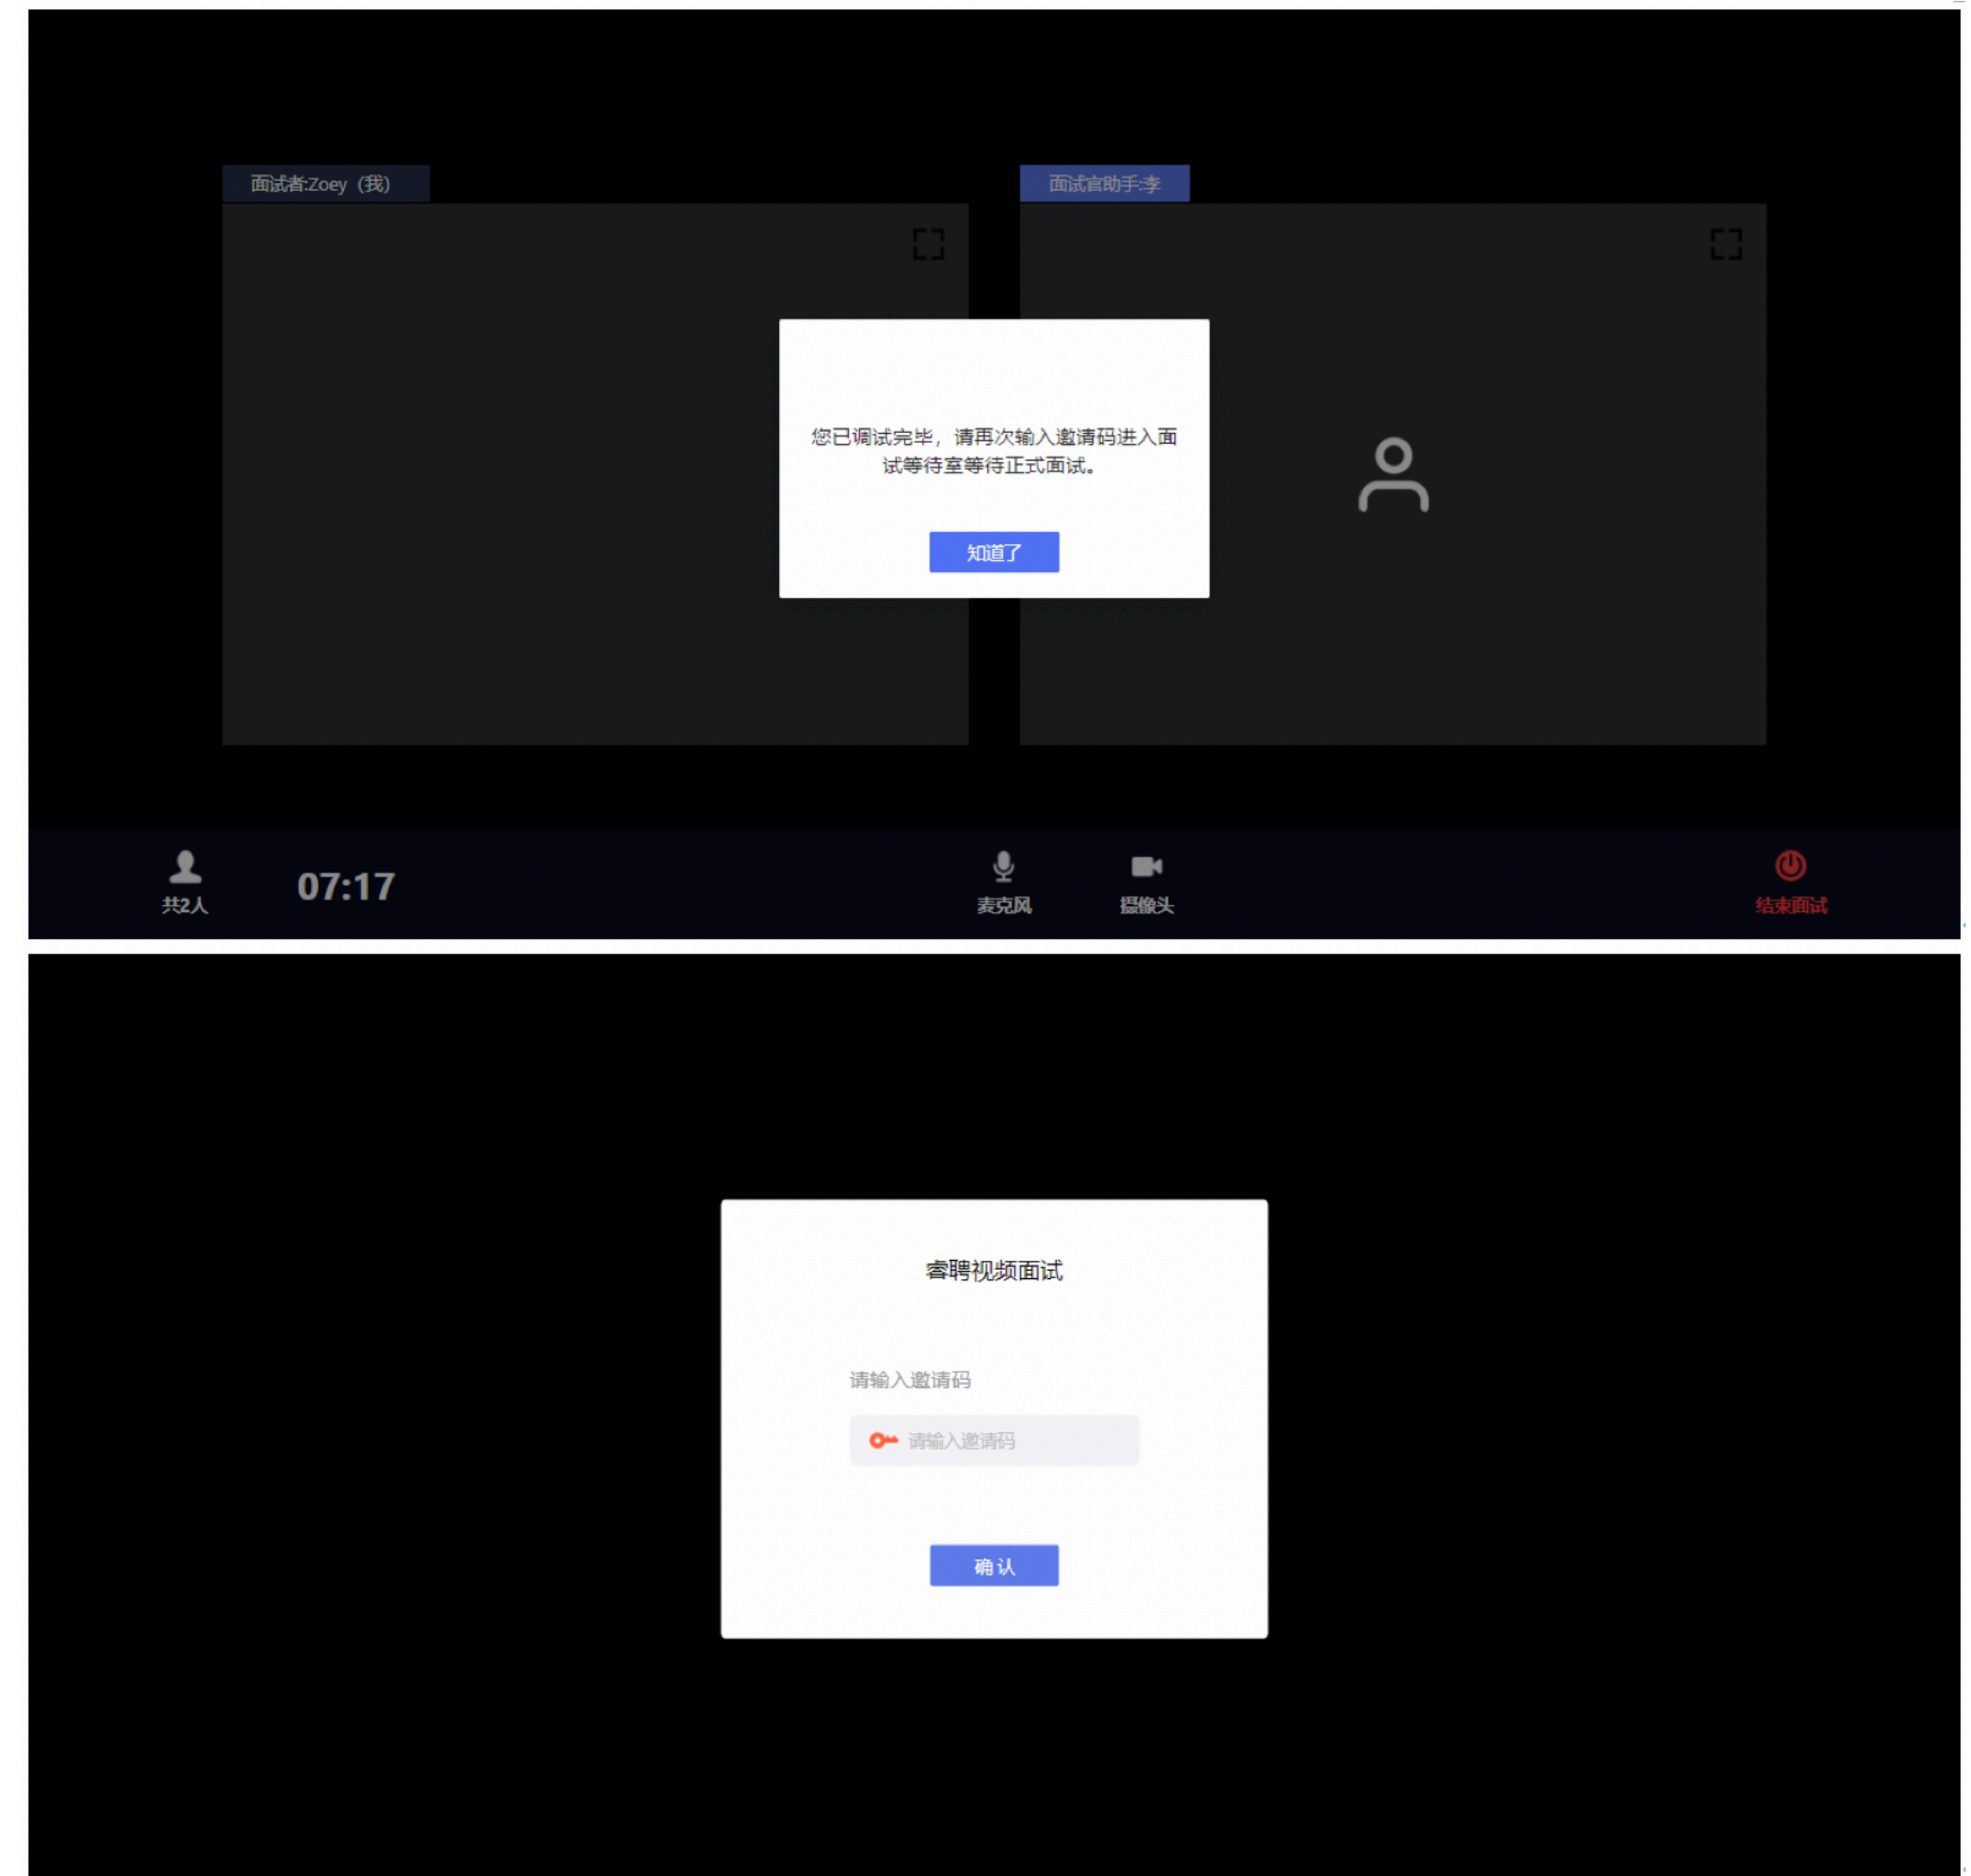 面试者:Zoey（我）
面试官助手:李
您已调试完毕，请再次输入邀请码进入面
试等待室等待正式面试。
知道了
共2人
07:17
麦克风
摄像头
结束面试
睿聘视频面试
请输入邀请码
请输入邀请码
确认